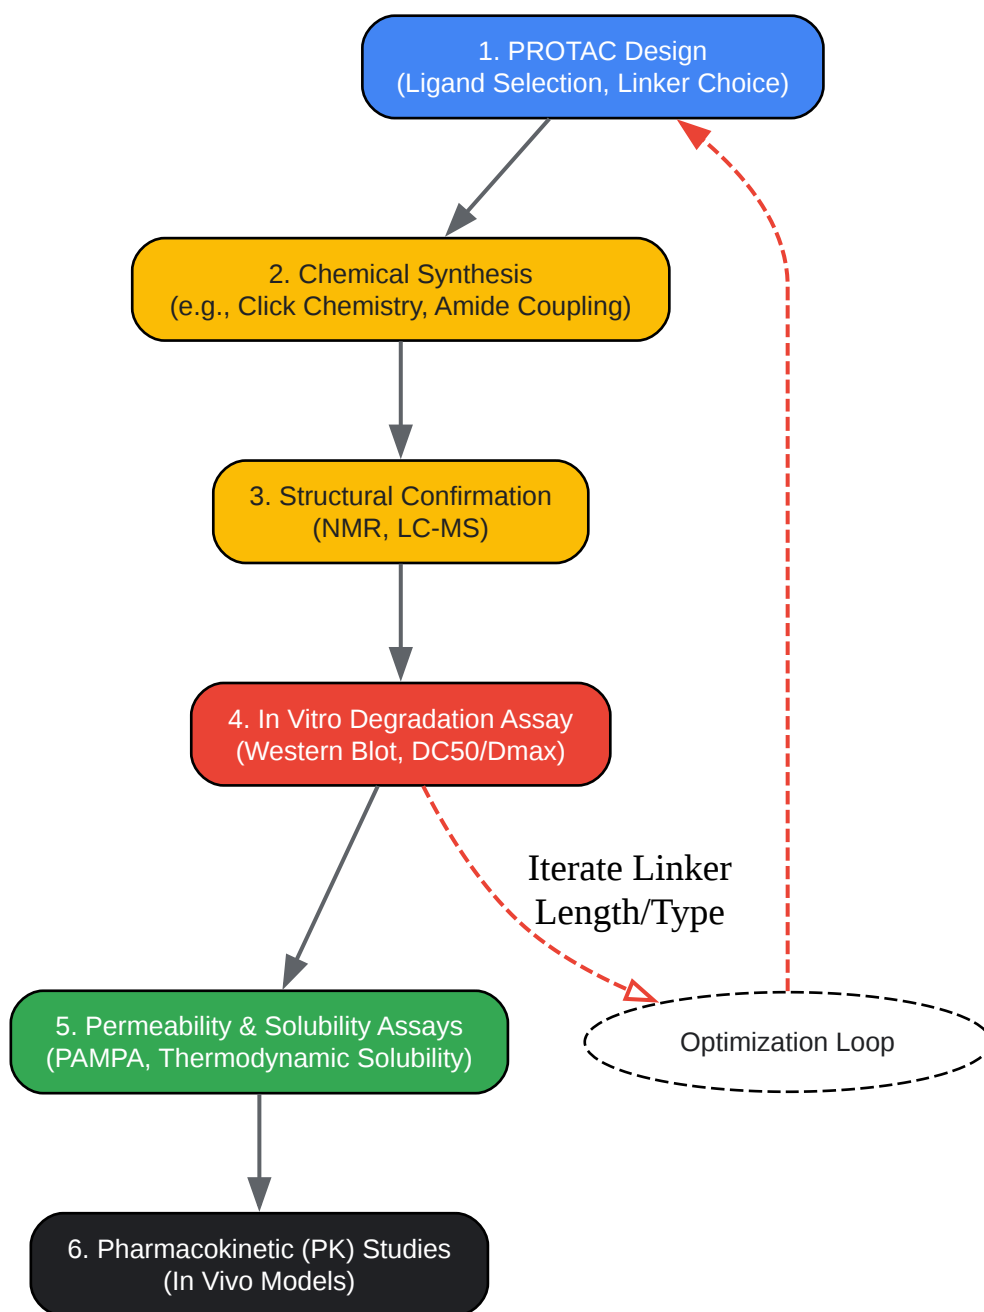 1. PROTAC Design
(Ligand Selection, Linker Choice)
2. Chemical Synthesis
(e.g., Click Chemistry, Amide Coupling)
3. Structural Confirmation
(NMR, LC-MS)
4. In Vitro Degradation Assay
(Western Blot, DC50/Dmax)
Iterate Linker
Length/Type
5. Permeability & Solubility Assays
(PAMPA, Thermodynamic Solubility)
Optimization Loop
6. Pharmacokinetic (PK) Studies
(In Vivo Models)